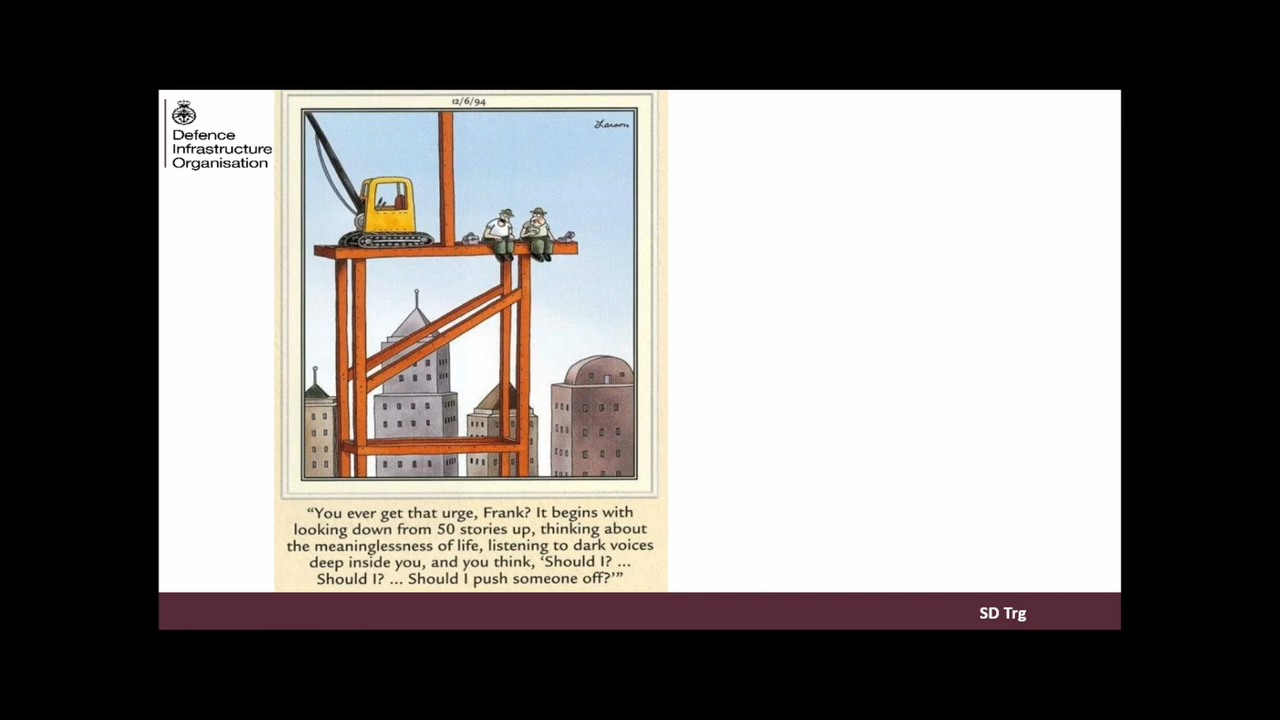 Defence
Infrastructure
Organisation
12/6/94
Larson
“You ever get that urge, Frank? It begins with
looking down from 50 stories up, thinking about
the meaninglessness of life, listening to dark voices
deep inside you, and you think, ‘Should I? ...
Should I? ... Should I push someone off?’”
SD Trg